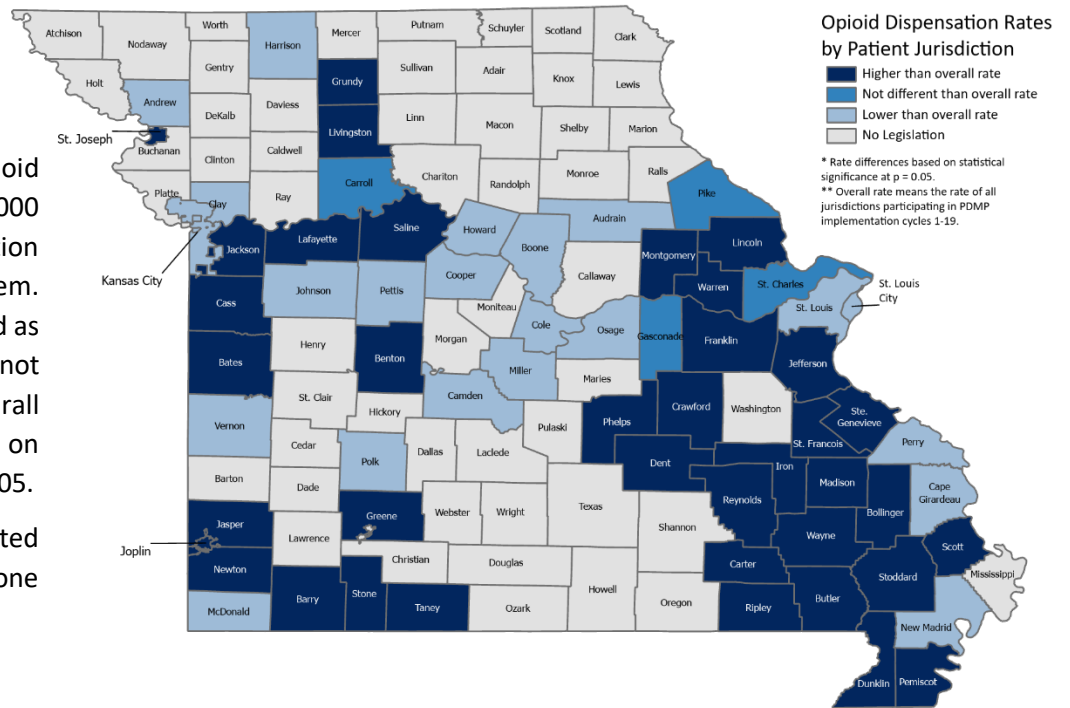 Opioid Dispensation Rates
by Patient Jurisdiction
Higher than overall rate
Not different than overall rate
Lower than overall rate
No Legislation
* Rate differences based on statistical
significance at p = 0.05.
** Overall rate means the rate of all
jurisdictions participating in PDMP
implementation cycles 1-19.
oid
000
tion
em.
d as
not
rall
on
05.
ted
one
Atchison
Nodaway
Worth
Harrison
Mercer
Putnam
Schuyler
Scotland
Clark
Holt
Andrew
Gentry
DeKalb
Daviess
Grundy
Sullivan
Adair
Knox
Lewis
St. Joseph
Buchanan
Clinton
Caldwell
Livingston
Linn
Macon
Shelby
Marion
Platte
Clay
Ray
Carroll
Chariton
Randolph
Monroe
Ralls
Pike
Audrain
Kansas City
Jackson
Lafayette
Saline
Howard
Boone
Callaway
Montgomery
Lincoln
Warren
St. Charles
St. Louis
St. Louis
City
Cass
Johnson
Pettis
Cooper
Moniteau
Cole
Osage
Gasconade
Franklin
Jefferson
Bates
Henry
Benton
Morgan
Miller
Maries
Camden
St. Clair
Hickory
Pulaski
Phelps
Crawford
Washington
Ste.
Genevieve
St. Francois
Perry
Vernon
Cedar
Polk
Dallas
Laclede
Dent
Iron
Madison
Cape
Girardeau
Bollinger
Barton
Dade
Greene
Webster
Wright
Texas
Shannon
Reynolds
Wayne
Scott
Mississippi
Jasper
Joplin
Lawrence
Christian
Douglas
Howell
Carter
Stoddard
Newton
Barry
Stone
Taney
Ozark
Oregon
Ripley
Butler
McDonald
New Madrid
Dunklin
Pemiscot